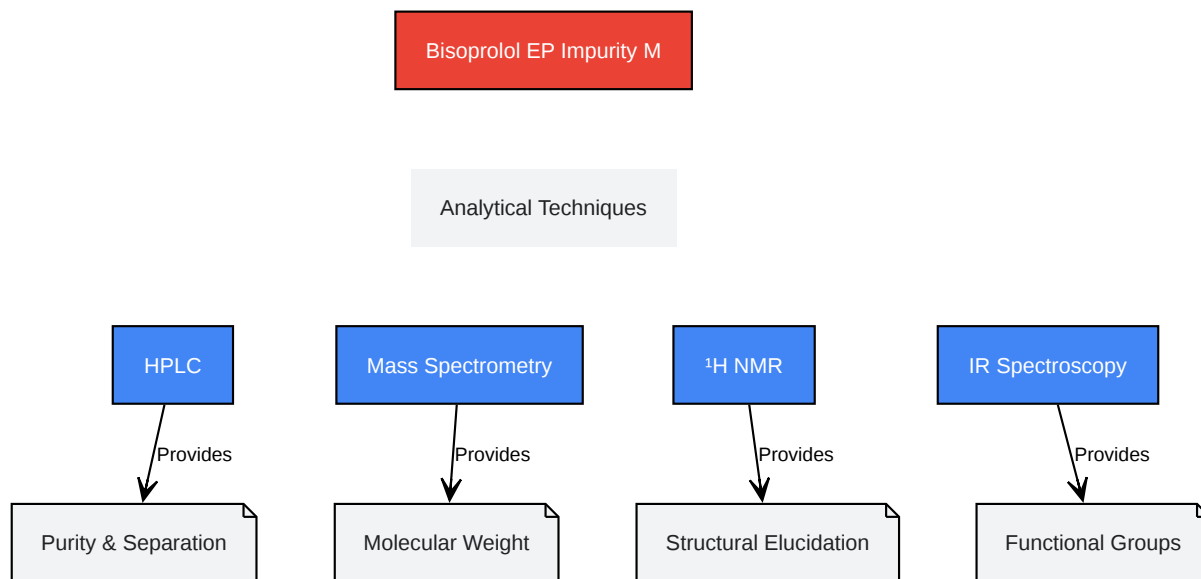 Bisoprolol EP Impurity M
Analytical Techniques
HPLC
Mass Spectrometry
¹H NMR
IR Spectroscopy
Provides
Provides
Provides
Provides
Purity & Separation
Molecular Weight
Structural Elucidation
Functional Groups